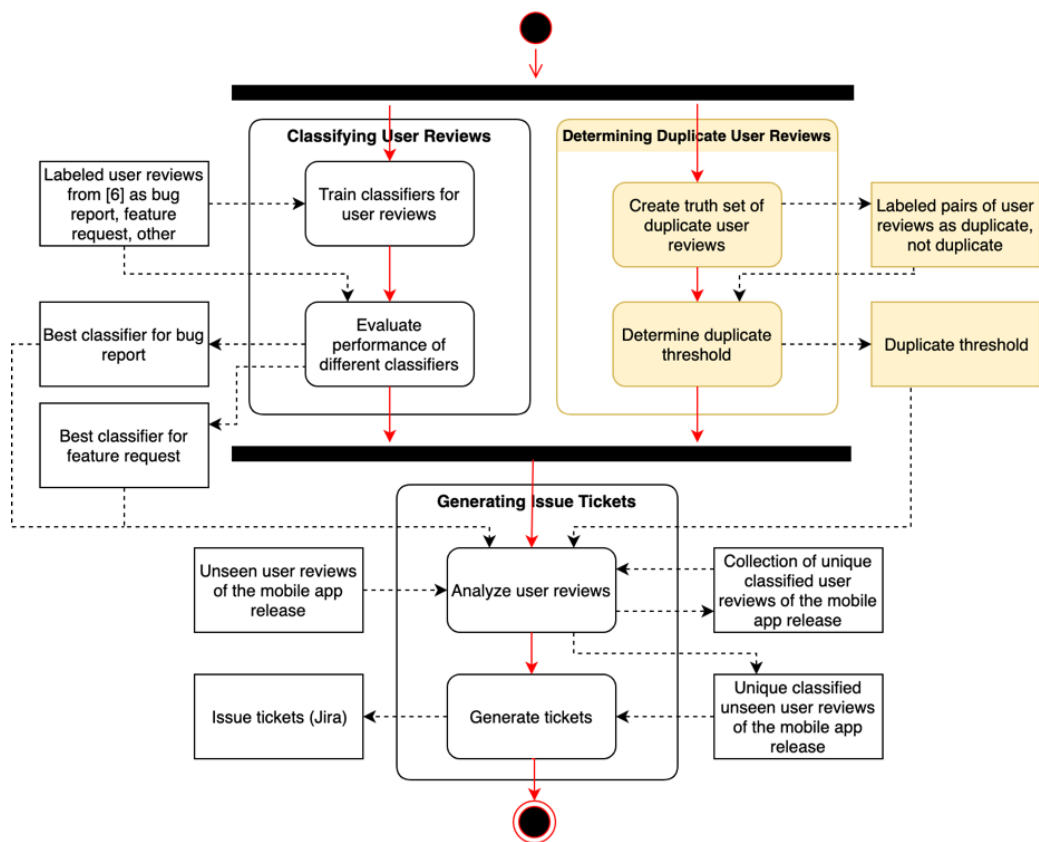 Classifying User Reviews
Determining Duplicate User Reviews
Labeled user reviews
from [6] as bug
report, feature
request, other
Train classifiers for
user reviews
Create truth set of
duplicate user
reviews
Labeled pairs of user
reviews as duplicate,
not duplicate
Best classifier for bug
report
Evaluate
performance of
different classifiers
Determine duplicate
threshold
Duplicate threshold
Best classifier for
feature request
Generating Issue Tickets
Unseen user reviews
of the mobile app
release
Analyze user reviews
Collection of unique
classified user
reviews of the mobile
app release
Issue tickets (Jira)
Generate tickets
Unique classified
unseen user reviews
of the mobile app
release